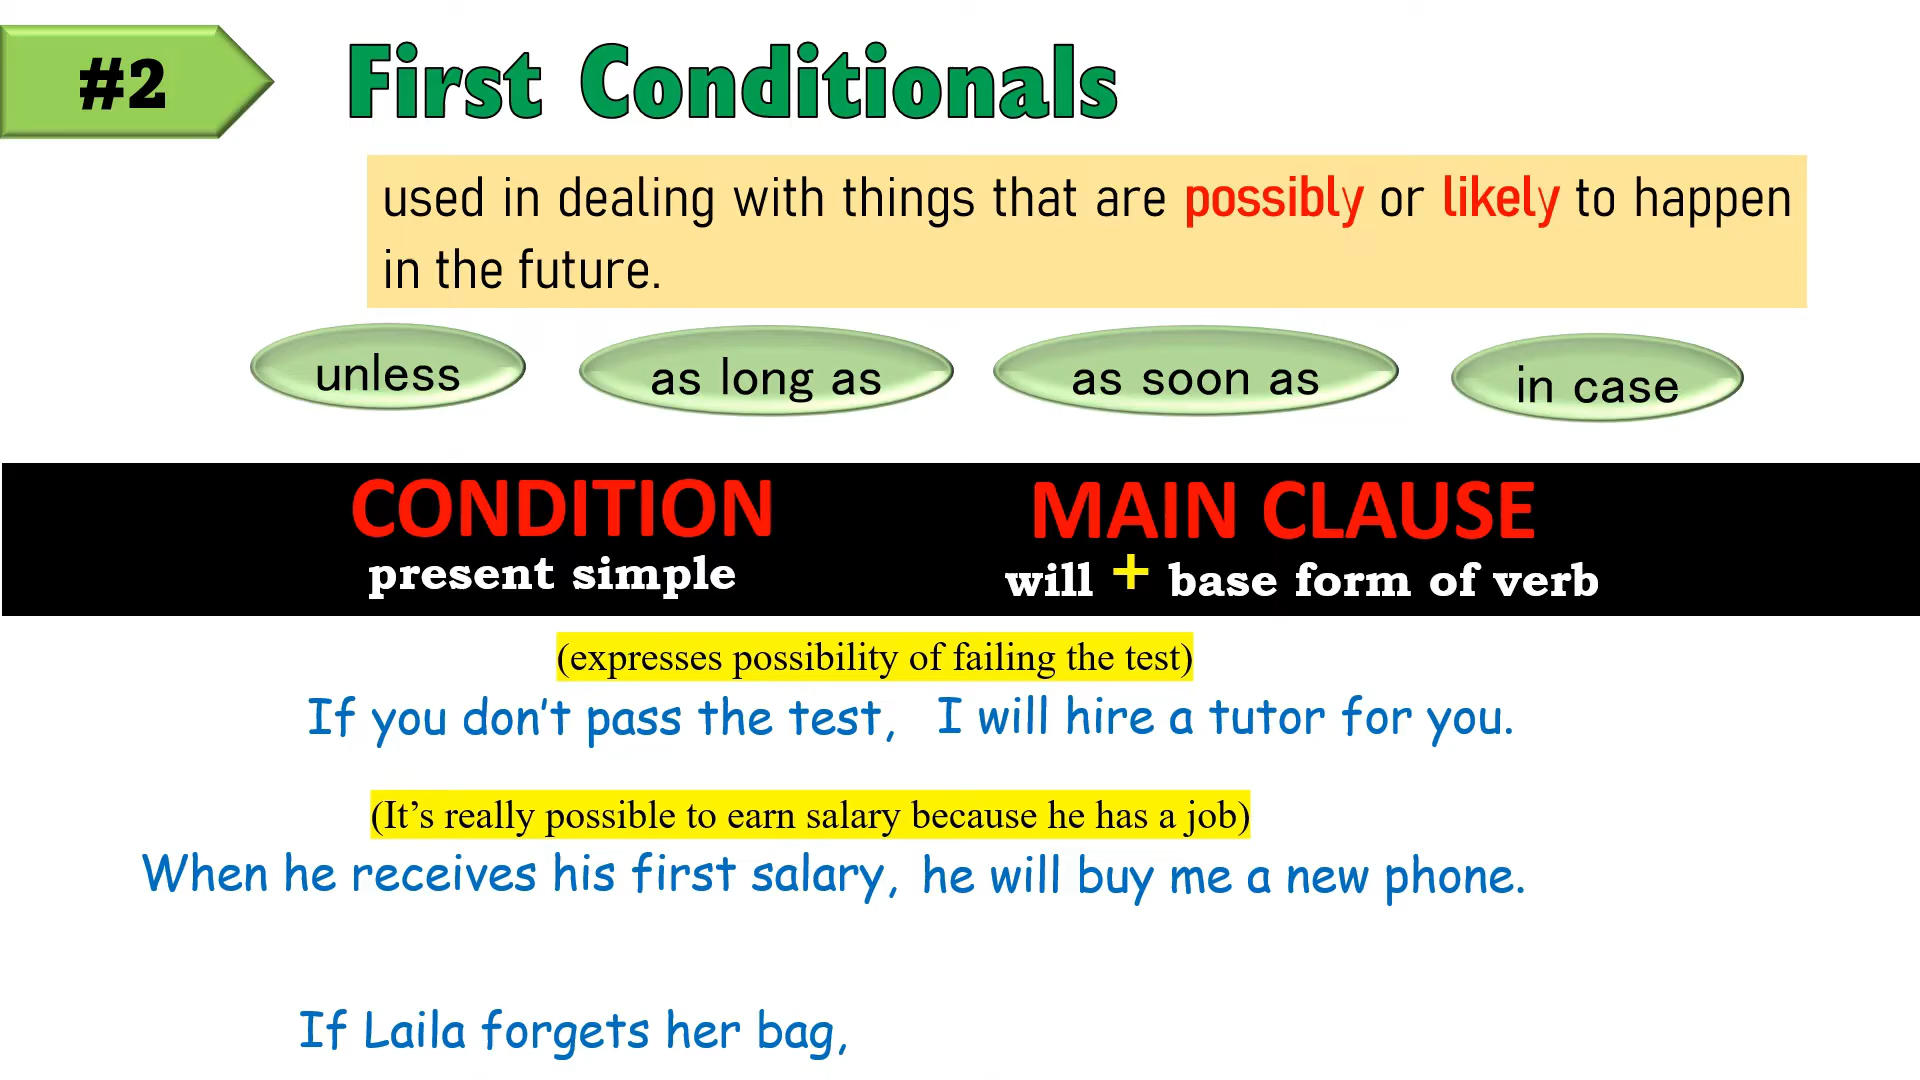 #2
First Conditionals
used in dealing with things that are possibly or likely to happen
in the future.
unless
as long as
as soon as
in case
CONDITION
MAIN CLAUSE
present simple
will + base form of verb
(expresses possibility of failing the test)
If you don’t pass the test, I will hire a tutor for you.
(It’s really possible to earn salary because he has a job)
When he receives his first salary, he will buy me a new phone.
If Laila forgets her bag,